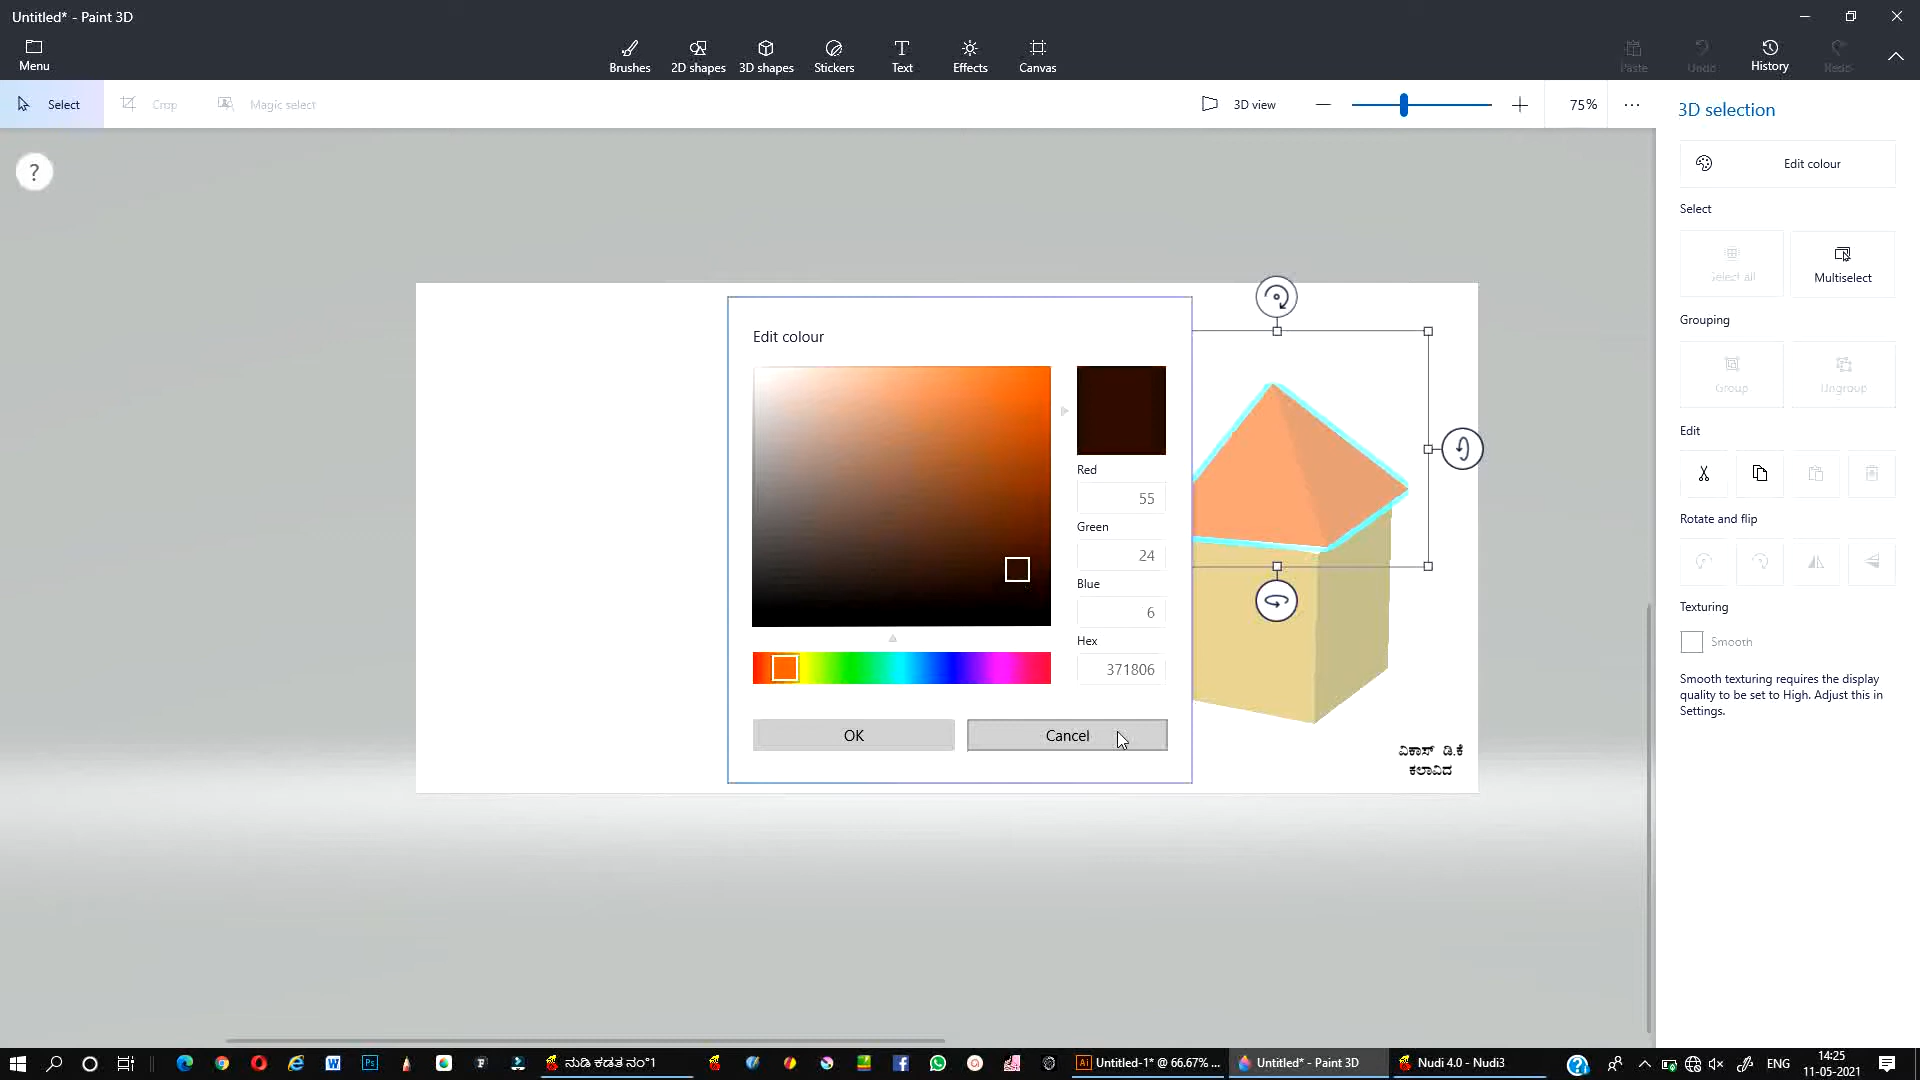 Untitled* - Paint 3D
Menu
Brushes
2D shapes
3D shapes
Stickers
Text
Effects
Canvas
Paste
Undo
History
Redo
Select
Crop
Magic select
3D view
75%
3D selection
Edit colour
Select
Select all
Multiselect
Grouping
Group
Ungroup
Edit
Rotate and flip
Texturing
Smooth
Smooth texturing requires the display
quality to be set to High. Adjust this in
Settings.
?
Edit colour
Red
55
Green
24
Blue
6
Hex
371806
OK
Cancel
ವಿಕಾಸ್ ಡಿ.ಕೆ
ಕಲಾವಿದ
ನುಡಿ ಕಡತ ನಂ°1
Untitled-1* @ 66.67% ...
Untitled* - Paint 3D
Nudi 4.0 - Nudi3
ENG
14:25
11-05-2021